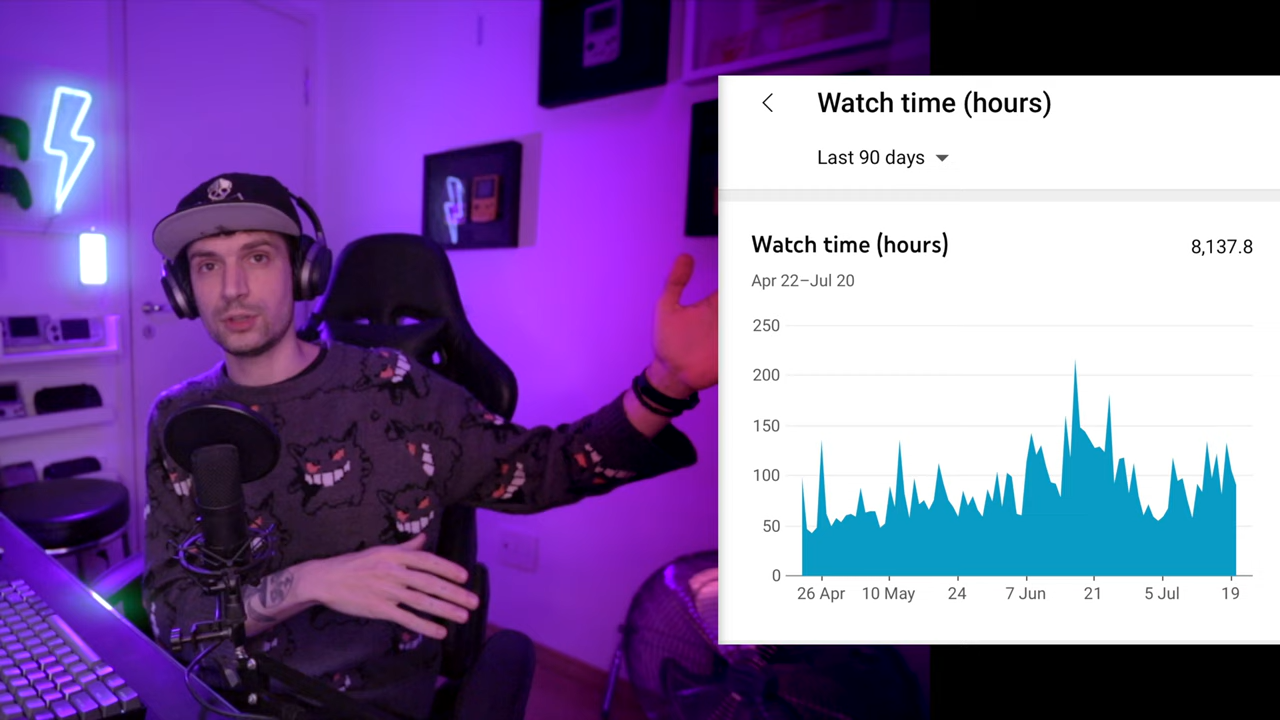 Watch time (hours)
Last 90 days
Watch time (hours)
8,137.8
Apr 22–Jul 20
250
200
150
100
50
0
26 Apr
10 May
24
7 Jun
21
5 Jul
19